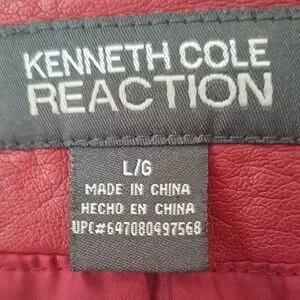 KENNETH COLE
REACTION
L/G
MADE IN CHINA
HECHO EN CHINA
UPC#647080497568